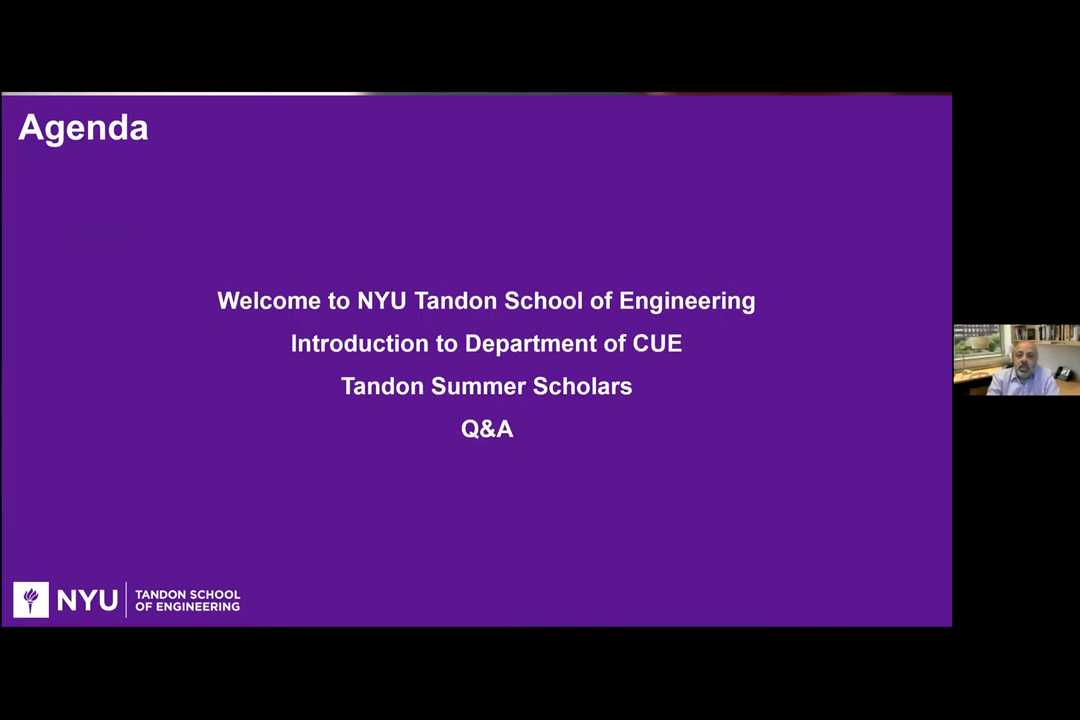 Agenda
Welcome to NYU Tandon School of Engineering
Introduction to Department of CUE
Tandon Summer Scholars
Q&A
NYU
TANDON SCHOOL
OF ENGINEERING